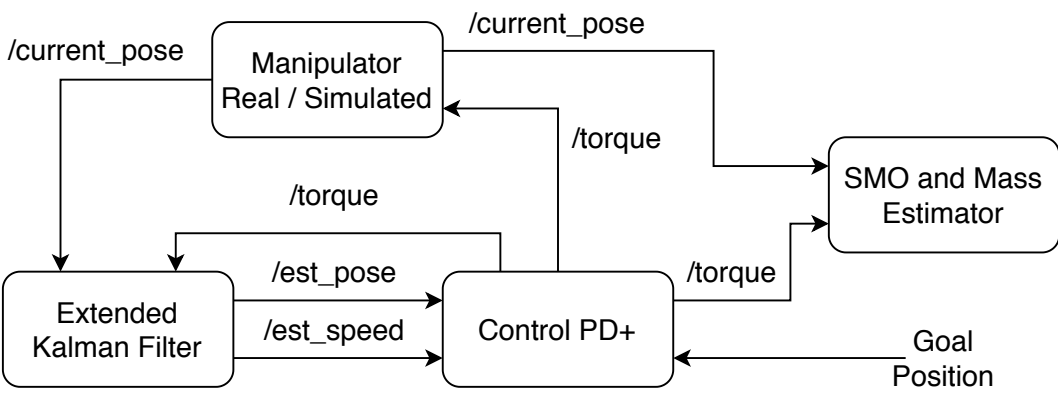 /current_pose
/current_pose
Manipulator
Real / Simulated
/torque
SMO and Mass
Estimator
/torque
/est_pose
/torque
Extended
Kalman Filter
/est_speed
Control PD+
Goal
Position